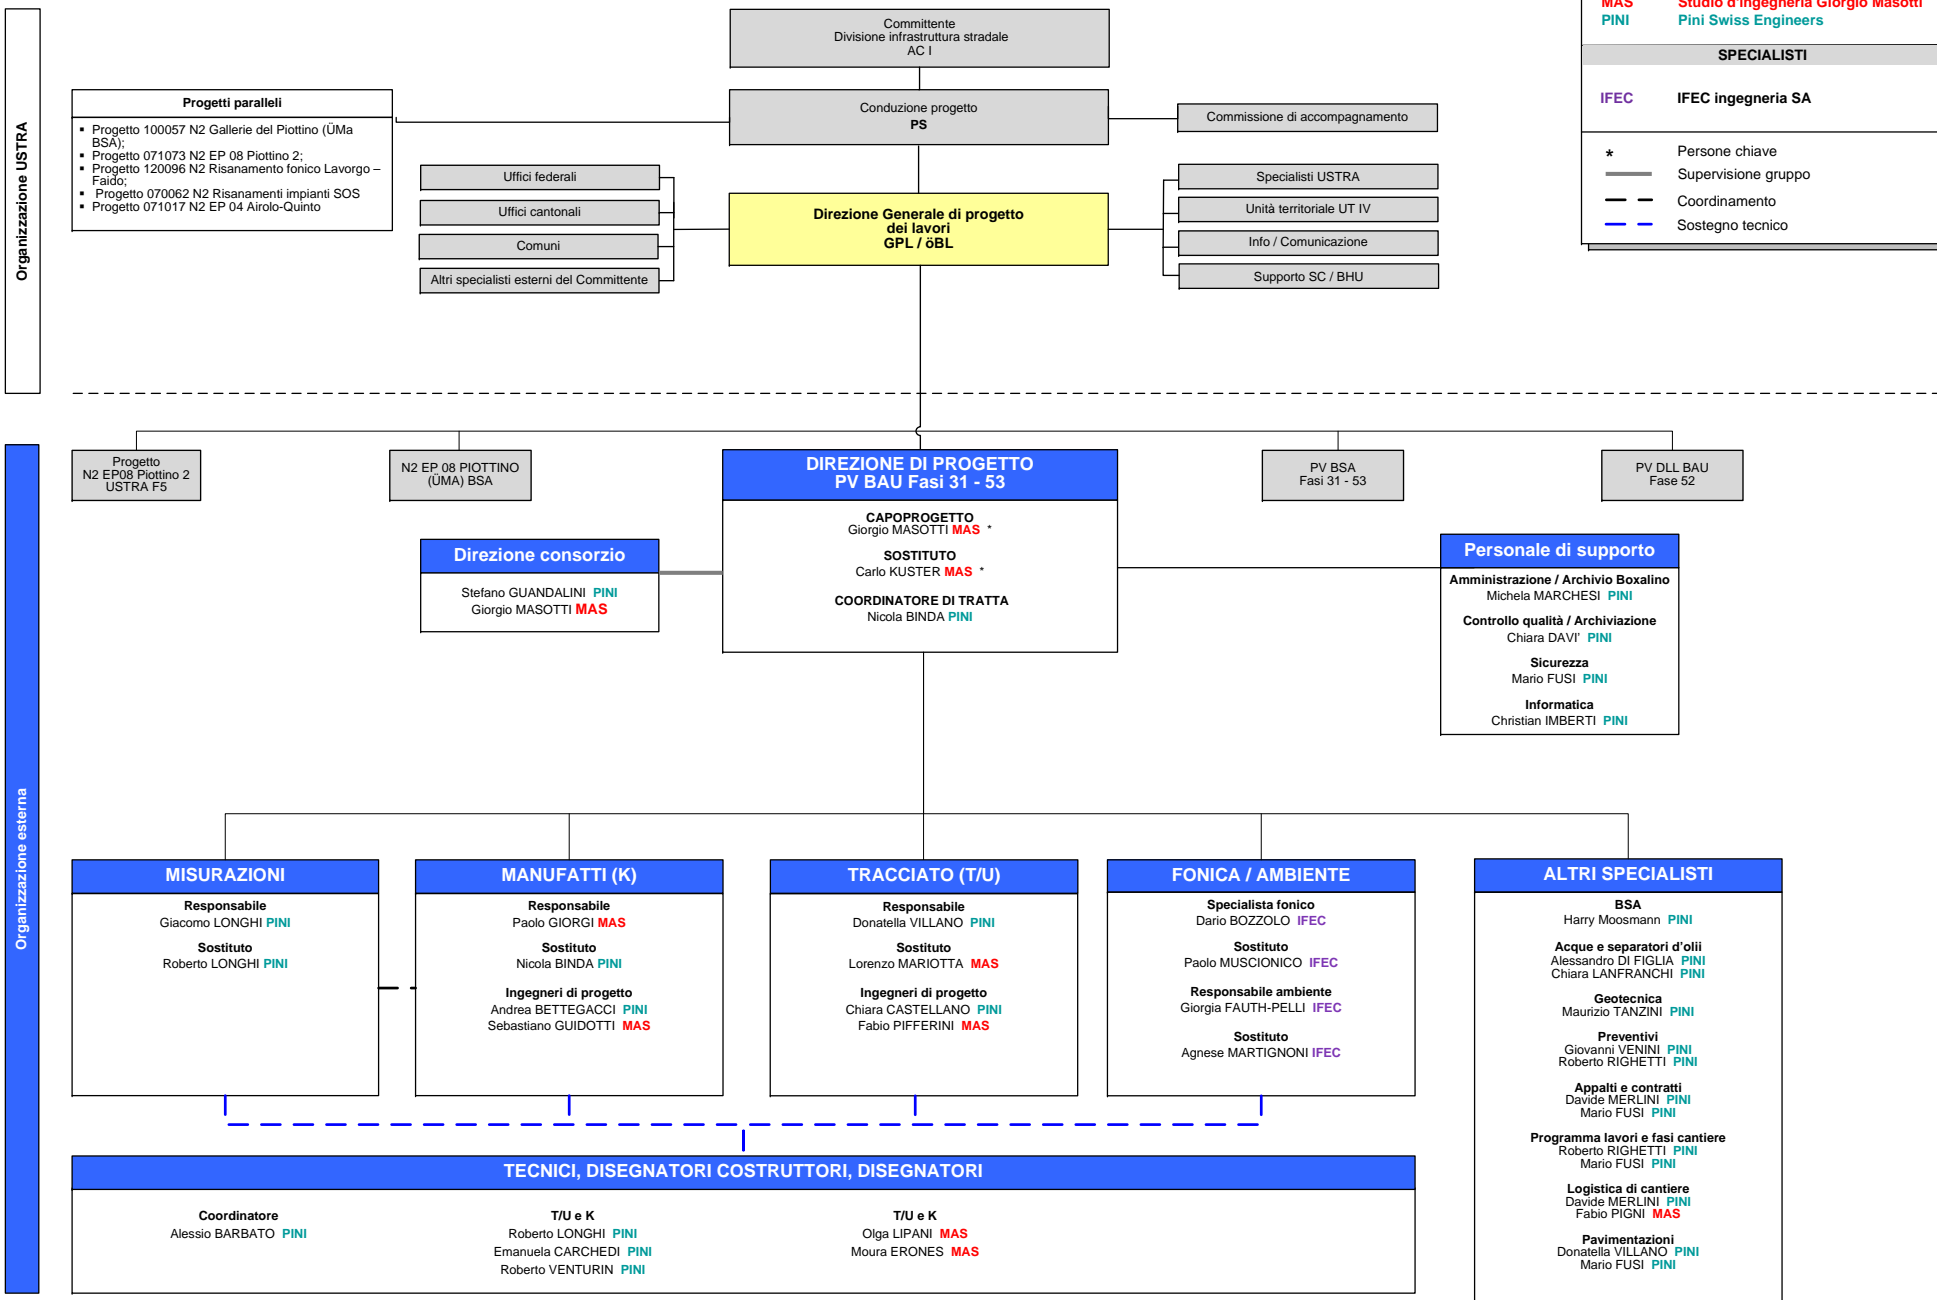 Organizzazione USTRA
Committente
Divisione infrastruttura stradale
AC I
Conduzione progetto
PS
Commissione di accompagnamento
Progetti paralleli
▪ Progetto 100057 N2 Gallerie del Piottino (ÜMa
BSA);
▪ Progetto 071073 N2 EP 08 Piottino 2;
▪ Progetto 120096 N2 Risanamento fonico Lavorgo –
Faido;
▪ Progetto 070062 N2 Risanamenti impianti SOS
▪ Progetto 071017 N2 EP 04 Airolo-Quinto
Uffici federali
Uffici cantonali
Comuni
Altri specialisti esterni del Committente
Direzione Generale di progetto
dei lavori
GPL / öBL
Specialisti USTRA
Unità territoriale UT IV
Info / Comunicazione
Supporto SC / BHU
MAS Studio d'ingegneria Giorgio Masotti
PINI Pini Swiss Engineers
SPECIALISTI
IFEC IFEC ingegneria SA
* Persone chiave
Supervisione gruppo
Coordinamento
Sostegno tecnico
Organizzazione esterna
Progetto
N2 EP08 Piottino 2
USTRA F5
N2 EP 08 PIOTTINO
(ÜMA) BSA
DIREZIONE DI PROGETTO
PV BAU Fasi 31 - 53
CAPOPROGETTO
Giorgio MASOTTI MAS *
SOSTITUTO
Carlo KUSTER MAS *
COORDINATORE DI TRATTA
Nicola BINDA PINI
PV BSA
Fasi 31 - 53
PV DLL BAU
Fase 52
Direzione consorzio
Stefano GUANDALINI PINI
Giorgio MASOTTI MAS
Personale di supporto
Amministrazione / Archivio Boxalino
Michela MARCHESI PINI
Controllo qualità / Archiviazione
Chiara DAVI' PINI
Sicurezza
Mario FUSI PINI
Informatica
Christian IMBERTI PINI
MISURAZIONI
Responsabile
Giacomo LONGHI PINI
Sostituto
Roberto LONGHI PINI
MANUFATTI (K)
Responsabile
Paolo GIORGI MAS
Sostituto
Nicola BINDA PINI
Ingegneri di progetto
Andrea BETTEGACCI PINI
Sebastiano GUIDOTTI MAS
TRACCIATO (T/U)
Responsabile
Donatella VILLANO PINI
Sostituto
Lorenzo MARIOTTA MAS
Ingegneri di progetto
Chiara CASTELLANO PINI
Fabio PIFFERINI MAS
FONICA / AMBIENTE
Specialista fonico
Dario BOZZOLO IFEC
Sostituto
Paolo MUSCIONICO IFEC
Responsabile ambiente
Giorgia FAUTH-PELLI IFEC
Sostituto
Agnese MARTIGNONI IFEC
ALTRI SPECIALISTI
BSA
Harry Moosmann PINI
Acque e separatori d'olii
Alessandro DI FIGLIA PINI
Chiara LANFRANCHI PINI
Geotecnica
Maurizio TANZINI PINI
Preventivi
Giovanni VENINI PINI
Roberto RIGHETTI PINI
Appalti e contratti
Davide MERLINI PINI
Mario FUSI PINI
Programma lavori e fasi cantiere
Roberto RIGHETTI PINI
Mario FUSI PINI
Logistica di cantiere
Davide MERLINI PINI
Fabio PIGNI MAS
Pavimentazioni
Donatella VILLANO PINI
Mario FUSI PINI
TECNICI, DISEGNATORI COSTRUTTORI, DISEGNATORI
Coordinatore
Alessio BARBATO PINI
T/U e K
Roberto LONGHI PINI
Emanuela CARCHEDI PINI
Roberto VENTURIN PINI
T/U e K
Olga LIPANI MAS
Moura ERONES MAS